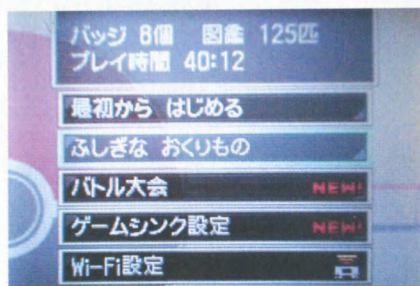 バッジ 8個 図鑑 125匹
プレイ時間 40:12
最初から はじめる
ふしぎな おくりもの
バトル大会 NEW!
ゲームシンク設定 NEW!
Wi-Fi設定